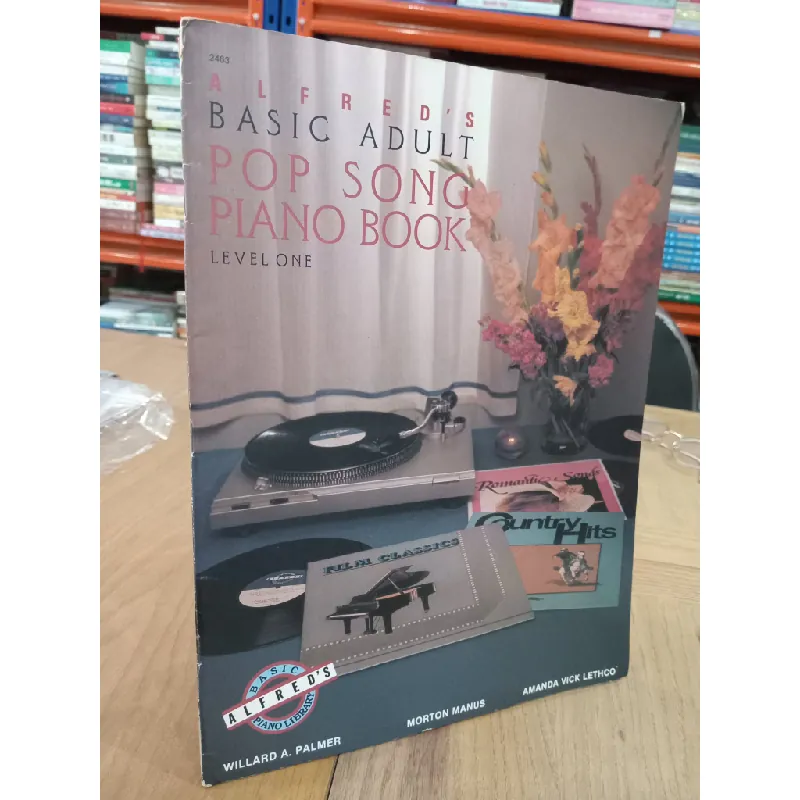 2463
ALFRED'S
BASIC ADULT
POP SONG
PIANO BOOK
LEVEL ONE
Romantic Songs
Country Hits
FILM CLASSICS
BASIC
ALFRED'S
PIANO LIBRARY
WILLARD A. PALMER
MORTON MANUS
AMANDA VICK LETHCO